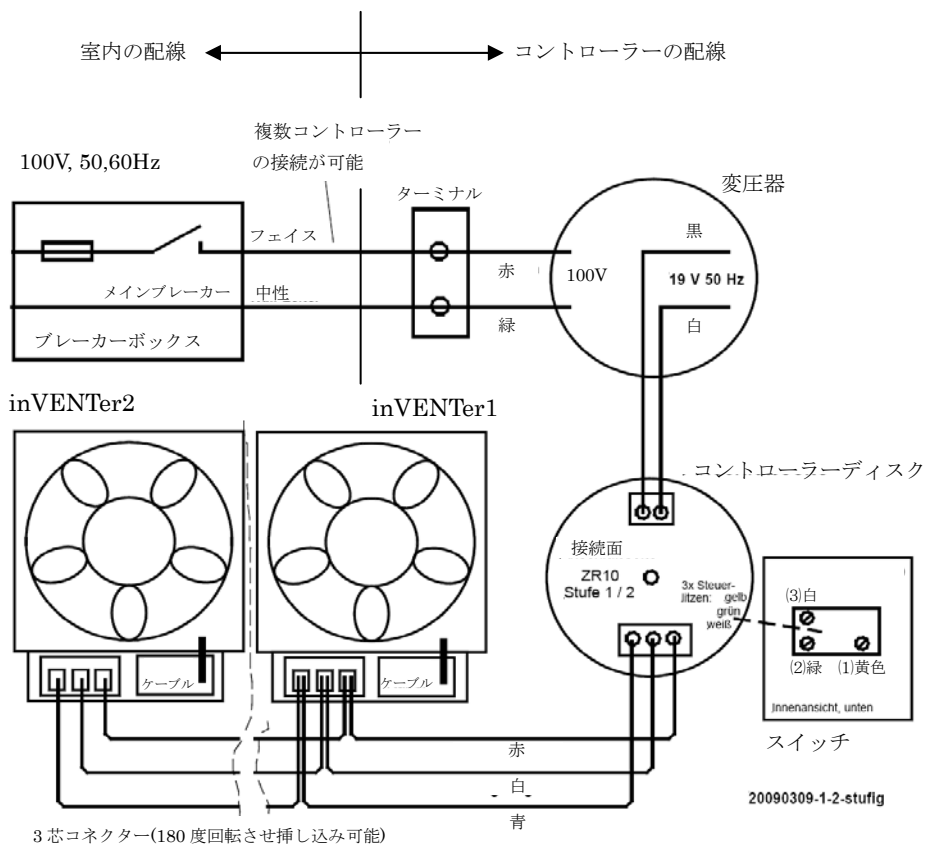 室内の配線
コントローラーの配線
複数コントローラー
の接続が可能
100V, 50,60Hz
ターミナル
変圧器
フェイス
黒
赤
100V
19 V 50 Hz
メインブレーカー
中性
緑
白
ブレーカーボックス
inVENTer2
inVENTer1
コントローラーディスク
接続面
ZR10
Stufe 1 / 2
3x Steuer-
litzen: gelb
grün
weiß
(3)白
(2)緑
(1)黄色
Innenansicht, unten
スイッチ
ケーブル
ケーブル
赤
白
青
20090309-1-2-stufig
3 芯コネクター(180 度回転させ挿し込み可能)